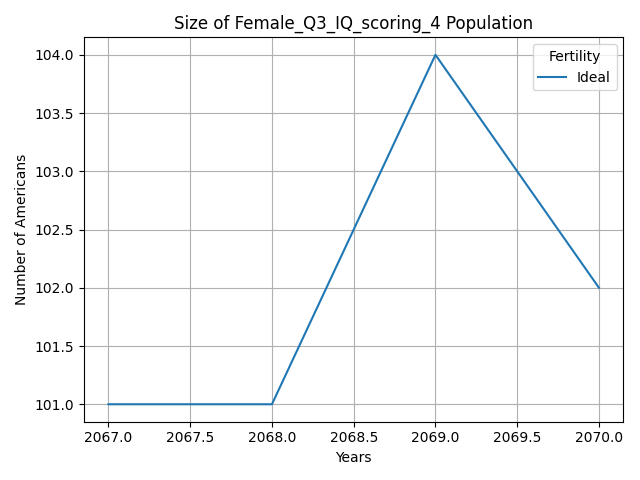 Size of Female_Q3_IQ_scoring_4 Population
Fertility
Ideal
104.0
103.5
103.0
102.5
102.0
101.5
101.0
Number of Americans
2067.0 2067.5 2068.0 2068.5 2069.0 2069.5 2070.0
Years